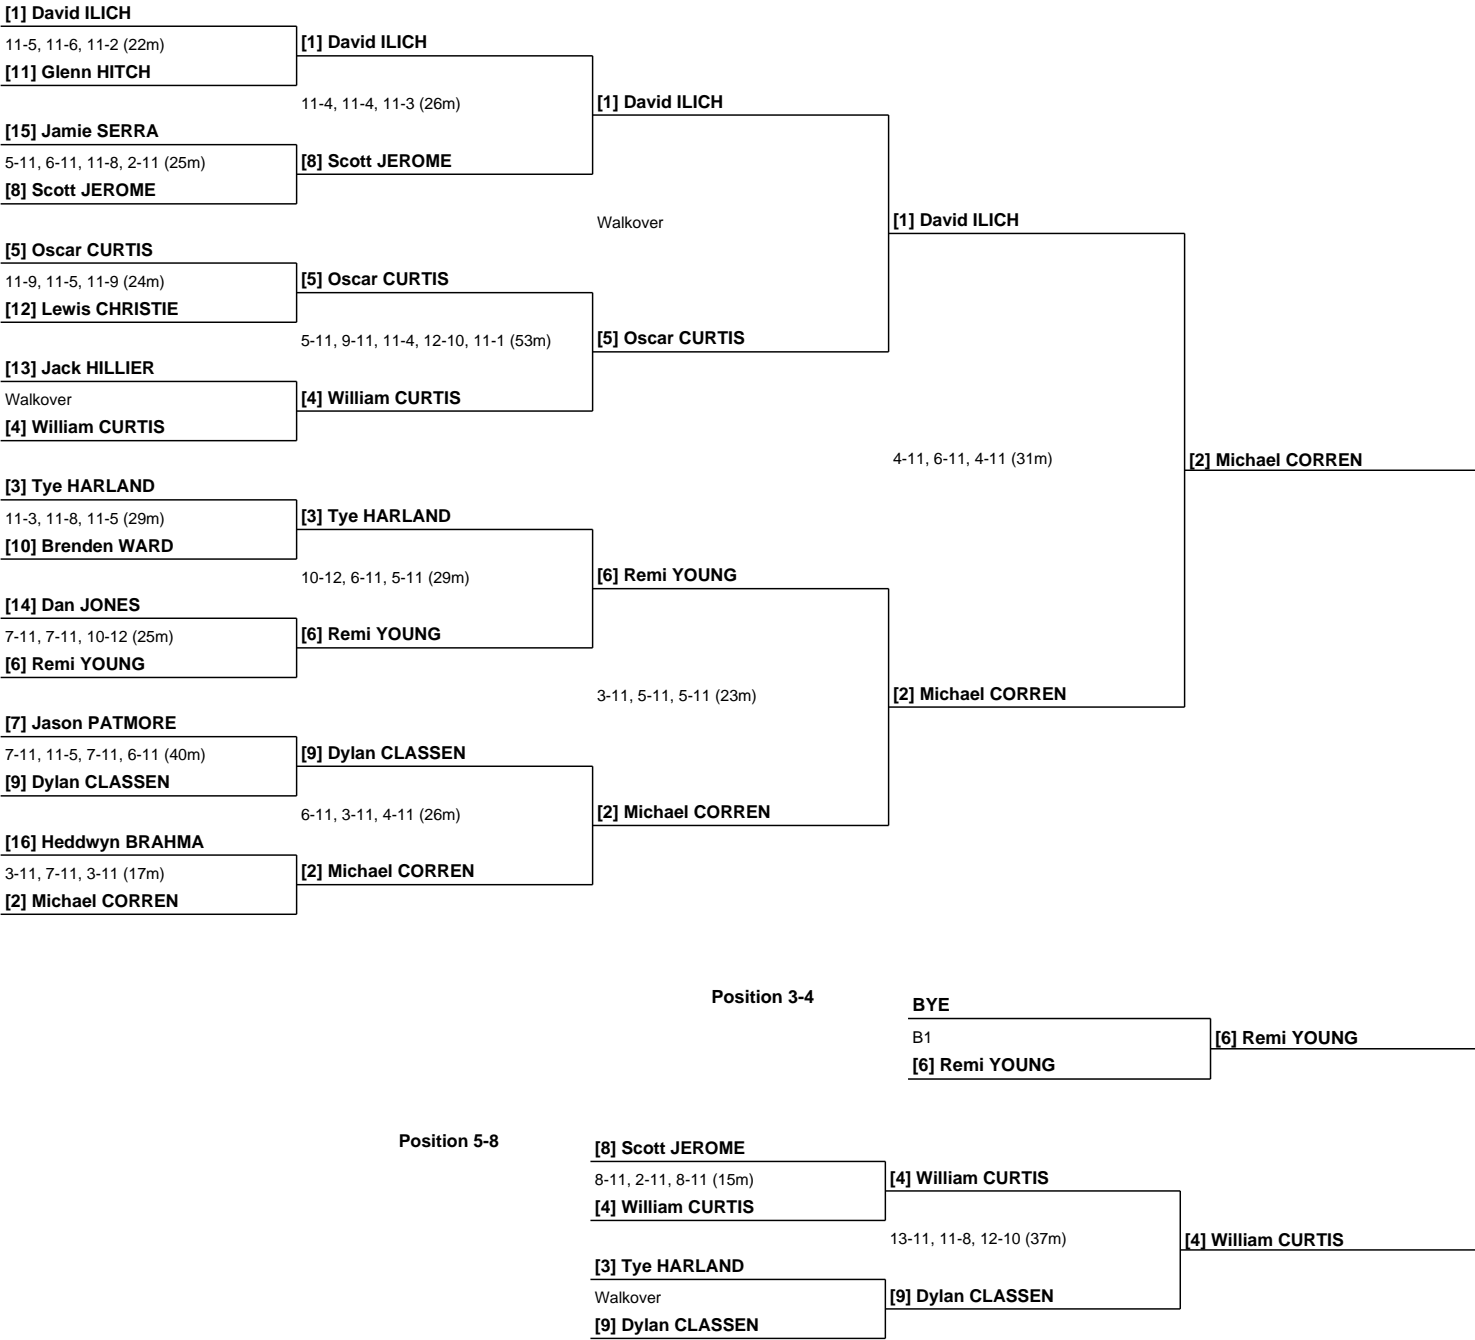 [1] David ILICH
11-5, 11-6, 11-2 (22m)
[1] David ILICH
[11] Glenn HITCH
11-4, 11-4, 11-3 (26m)
[1] David ILICH
[15] Jamie SERRA
5-11, 6-11, 11-8, 2-11 (25m)
[8] Scott JEROME
[8] Scott JEROME
Walkover
[1] David ILICH
[5] Oscar CURTIS
11-9, 11-5, 11-9 (24m)
[5] Oscar CURTIS
[12] Lewis CHRISTIE
5-11, 9-11, 11-4, 12-10, 11-1 (53m)
[5] Oscar CURTIS
[13] Jack HILLIER
Walkover
[4] William CURTIS
[4] William CURTIS
4-11, 6-11, 4-11 (31m)
[2] Michael CORREN
[3] Tye HARLAND
11-3, 11-8, 11-5 (29m)
[3] Tye HARLAND
[10] Brenden WARD
10-12, 6-11, 5-11 (29m)
[6] Remi YOUNG
[14] Dan JONES
7-11, 7-11, 10-12 (25m)
[6] Remi YOUNG
[6] Remi YOUNG
3-11, 5-11, 5-11 (23m)
[2] Michael CORREN
[7] Jason PATMORE
7-11, 11-5, 7-11, 6-11 (40m)
[9] Dylan CLASSEN
[9] Dylan CLASSEN
6-11, 3-11, 4-11 (26m)
[2] Michael CORREN
[16] Heddwyn BRAHMA
3-11, 7-11, 3-11 (17m)
[2] Michael CORREN
[2] Michael CORREN
Position 3-4
BYE
B1
[6] Remi YOUNG
[6] Remi YOUNG
Position 5-8
[8] Scott JEROME
8-11, 2-11, 8-11 (15m)
[4] William CURTIS
[4] William CURTIS
13-11, 11-8, 12-10 (37m)
[4] William CURTIS
[3] Tye HARLAND
Walkover
[9] Dylan CLASSEN
[9] Dylan CLASSEN